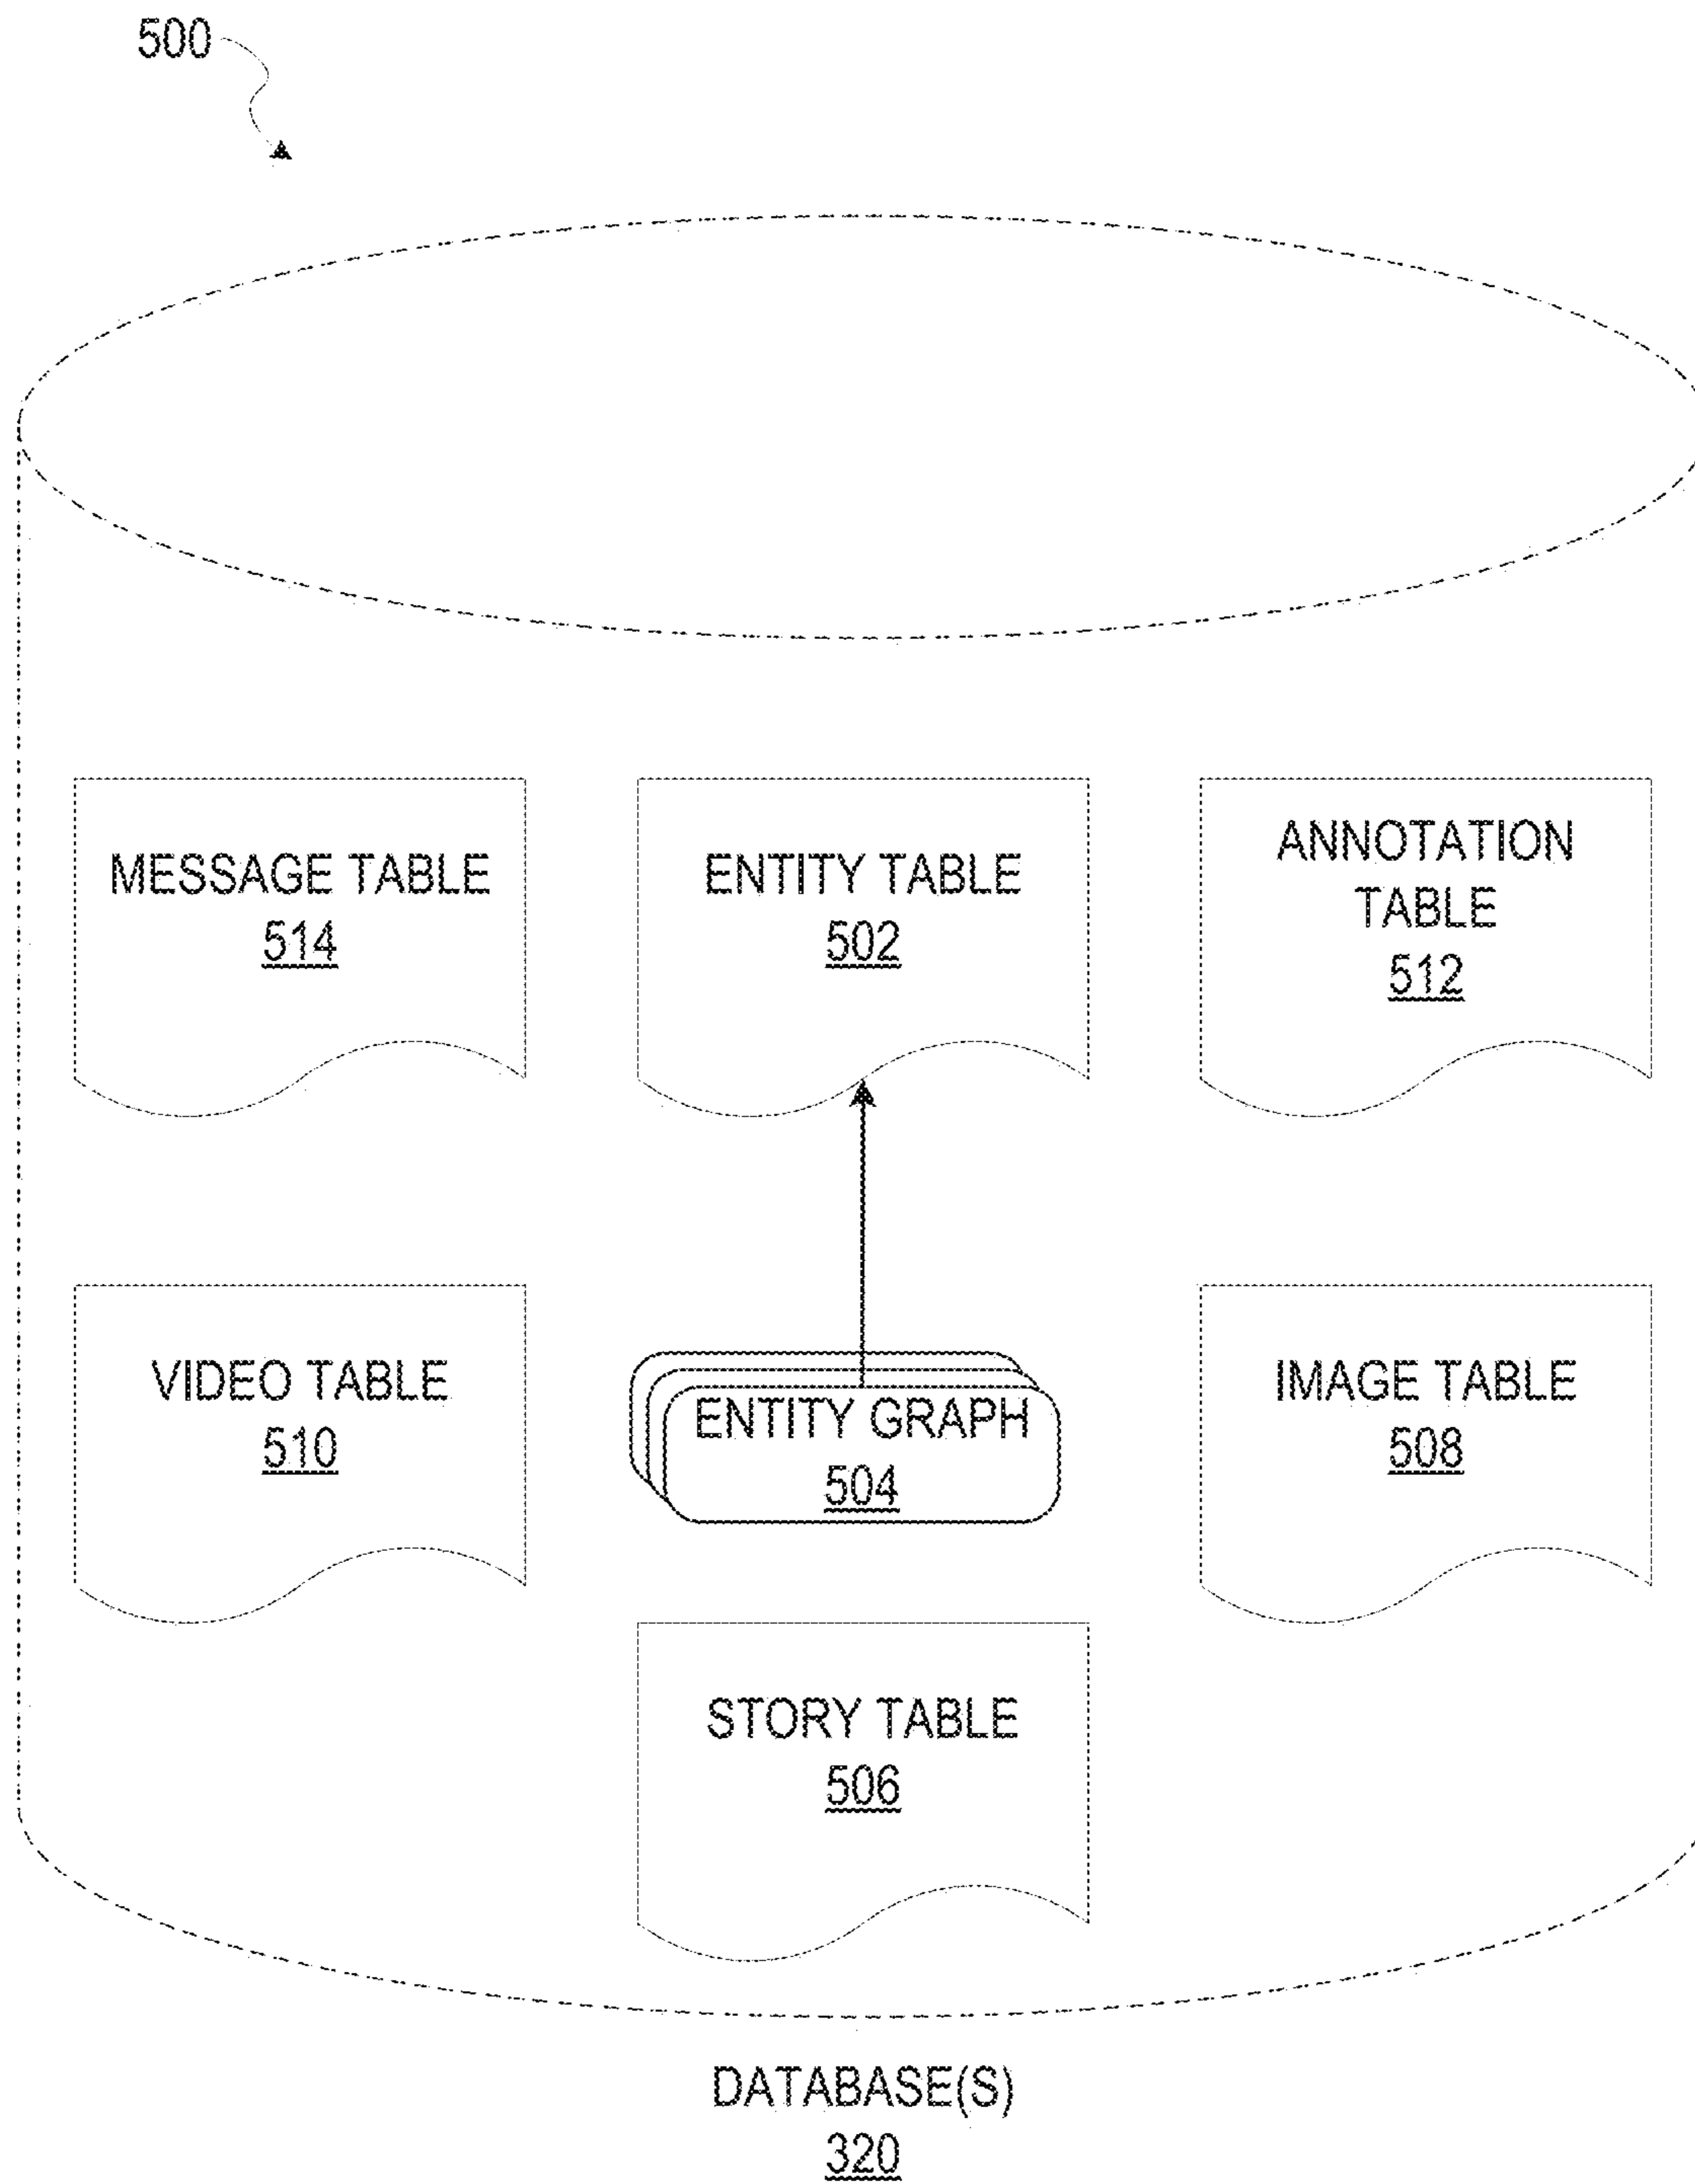 500
MESSAGE TABLE
514
ENTITY TABLE
502
ANNOTATION
TABLE
512
VIDEO TABLE
510
ENTITY GRAPH
504
IMAGE TABLE
508
STORY TABLE
506
DATABASE(S)
320